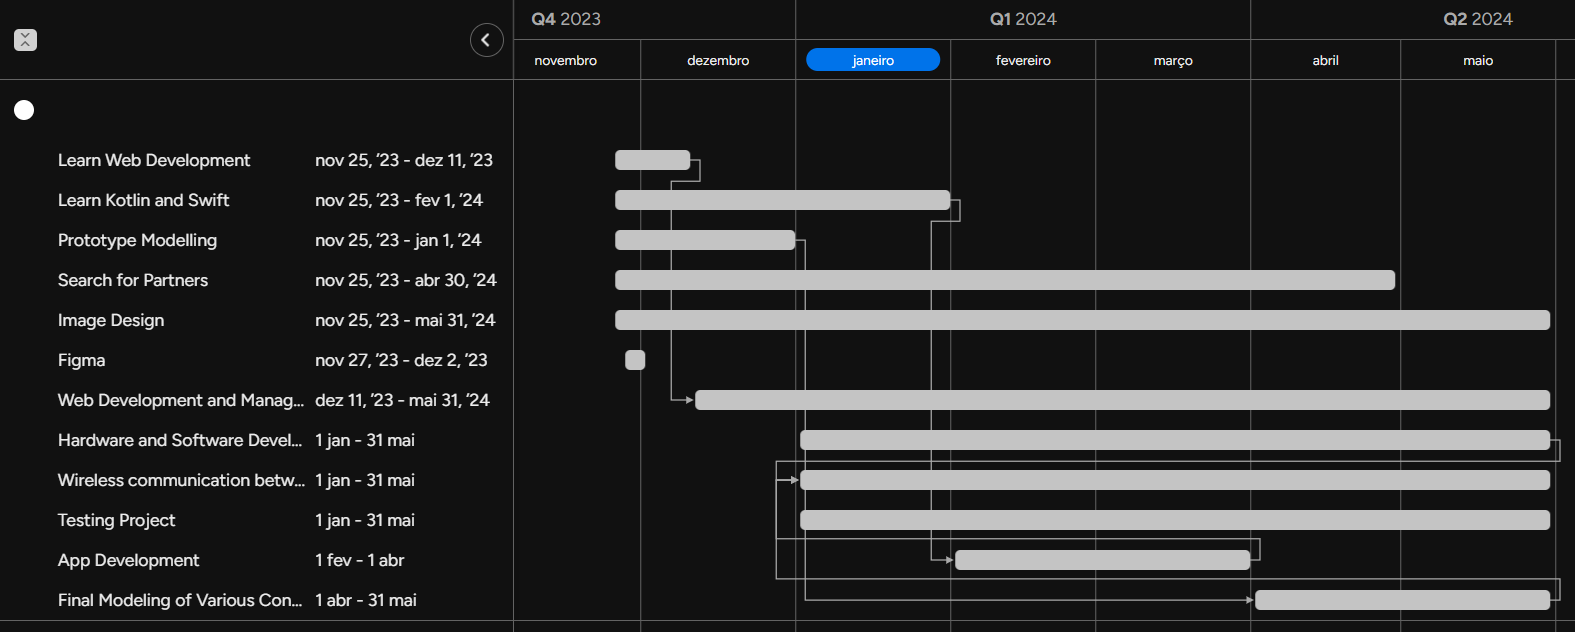 Q4 2023
Q1 2024
Q2 2024
novembro
dezembro
janeiro
fevereiro
março
abril
maio
Learn Web Development nov 25, '23 - dez 11, '23
Learn Kotlin and Swift nov 25, '23 - fev 1, '24
Prototype Modelling nov 25, '23 - jan 1, '24
Search for Partners nov 25, '23 - abr 30, '24
Image Design nov 25, '23 - mai 31, '24
Figma nov 27, '23 - dez 2, '23
Web Development and Manag... dez 11, '23 - mai 31, '24
Hardware and Software Devel... 1 jan - 31 mai
Wireless communication betw... 1 jan - 31 mai
Testing Project 1 jan - 31 mai
App Development 1 fev - 1 abr
Final Modeling of Various Con... 1 abr - 31 mai